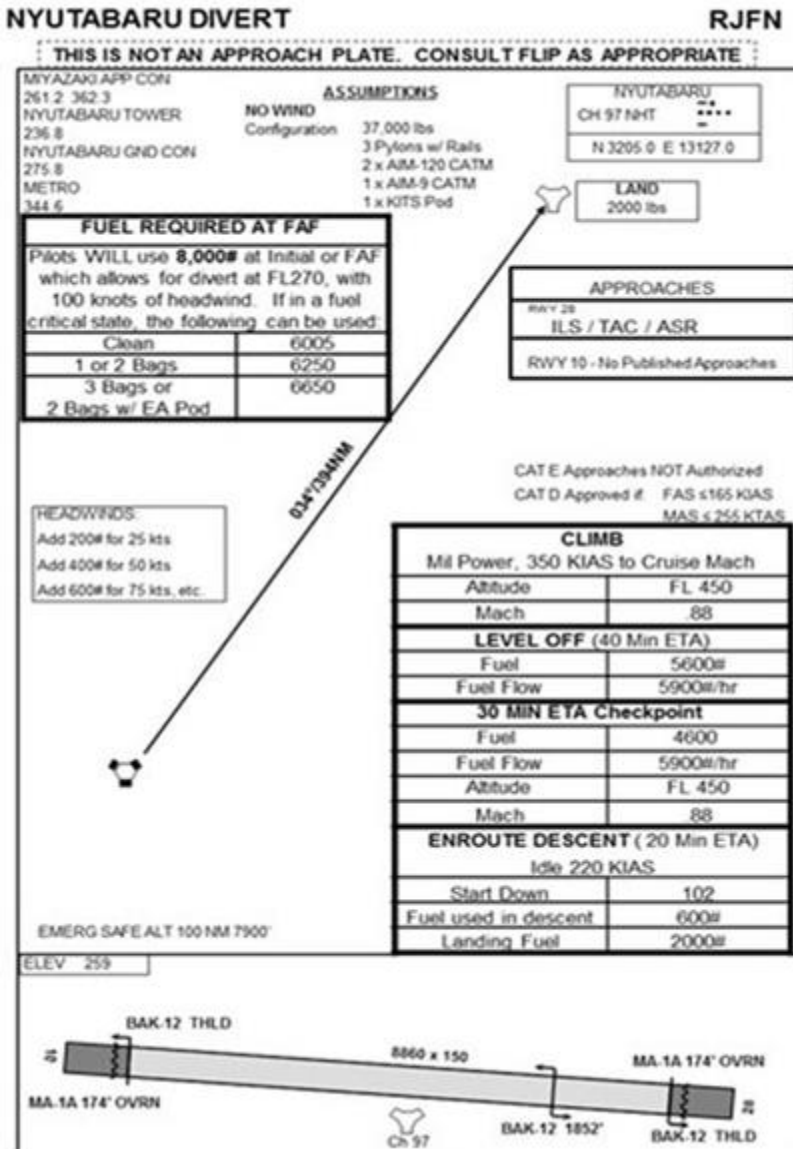 NYUTABARU DIVERT
RJFN
THIS IS NOT AN APPROACH PLATE. CONSULT FLIP AS APPROPRIATE
MIYAZAKI APP CON
261.2 362.3
NYUTABARU TOWER
236.8
NYUTABARU GND CON
275.8
METRO
344.6
ASSUMPTIONS
NO WIND
Configuration 37,000 lbs
3 Pylons w/ Rails
2 x AIM-120 CATM
1 x AIM-9 CATM
1 x KITS Pod
NYUTABARU
CH 97 NHT
N 3205.0 E 13127.0
LAND
2000 lbs
FUEL REQUIRED AT FAF
Pilots WILL use 8,000# at Initial or FAF
which allows for divert at FL270, with
100 knots of headwind. If in a fuel
critical state, the following can be used:
Clean 6005
1 or 2 Bags 6250
3 Bags or 6650
2 Bags w/ EA Pod
APPROACHES
RWY 28
ILS / TAC / ASR
RWY 10 - No Published Approaches
034°/394NM
CAT E Approaches NOT Authorized
CAT D Approved if: FAS ≤165 KIAS
MAS ≤ 255 KTAS
HEADWINDS:
Add 200# for 25 kts
Add 400# for 50 kts
Add 600# for 75 kts, etc.
CLIMB
Mil Power, 350 KIAS to Cruise Mach
Altitude FL 450
Mach .88
LEVEL OFF (40 Min ETA)
Fuel 5600#
Fuel Flow 5900#/hr
30 MIN ETA Checkpoint
Fuel 4600
Fuel Flow 5900#/hr
Altitude FL 450
Mach .88
ENROUTE DESCENT ( 20 Min ETA)
Idle 220 KIAS
Start Down 102
Fuel used in descent 600#
Landing Fuel 2000#
EMERG SAFE ALT 100 NM 7900'
ELEV 259
BAK-12 THLD
10
8860 x 150
MA-1A 174' OVRN
MA-1A 174' OVRN
28
Ch 97
BAK-12 1852'
BAK-12 THLD